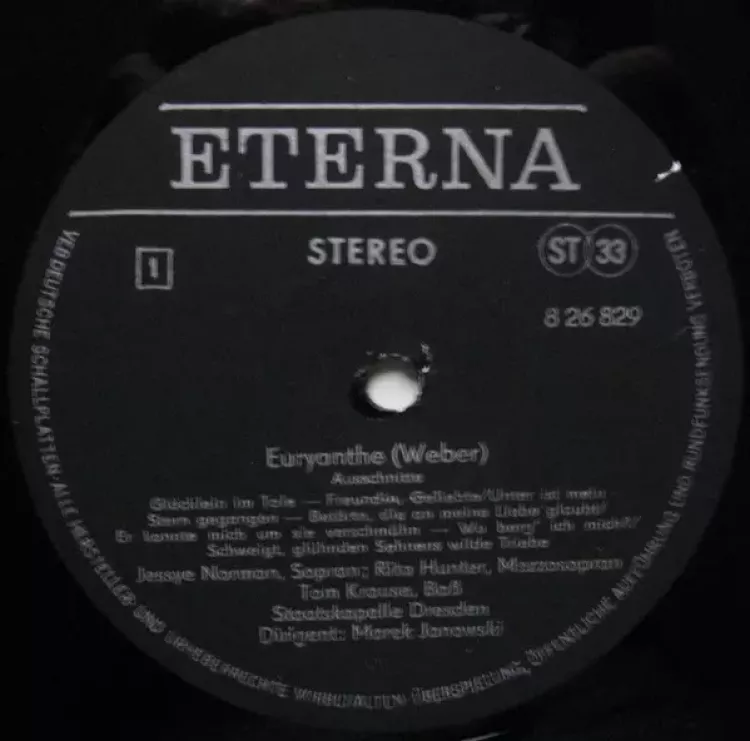 ETERNA
1
STEREO
ST 33
8 26 829
Euryanthe (Weber)
Ausschnitte
Glöcklein im Tale — Freundin, Geliebte/Unter ist mein
Stern gegangen — Betörte, die an meine Liebe glaubt/
Er konnte mich um sie verschmähn — Wo berg' ich mich?/
Schweigt, glühnden Sehnens wilde Triebe
Jessye Norman, Sopran; Rita Hunter, Mezzosopran
Tom Krause, Baß
Staatskapelle Dresden
Dirigent: Marek Janowski
VEB DEUTSCHE SCHALLPLATTEN · ALLE HERSTELLER- UND URHEBERRECHTE VORBEHALTEN · ÜBERSPIELUNG, ÖFFENTLICHE AUFFÜHRUNG UND RUNDFUNKSENDUNG VERBOTEN